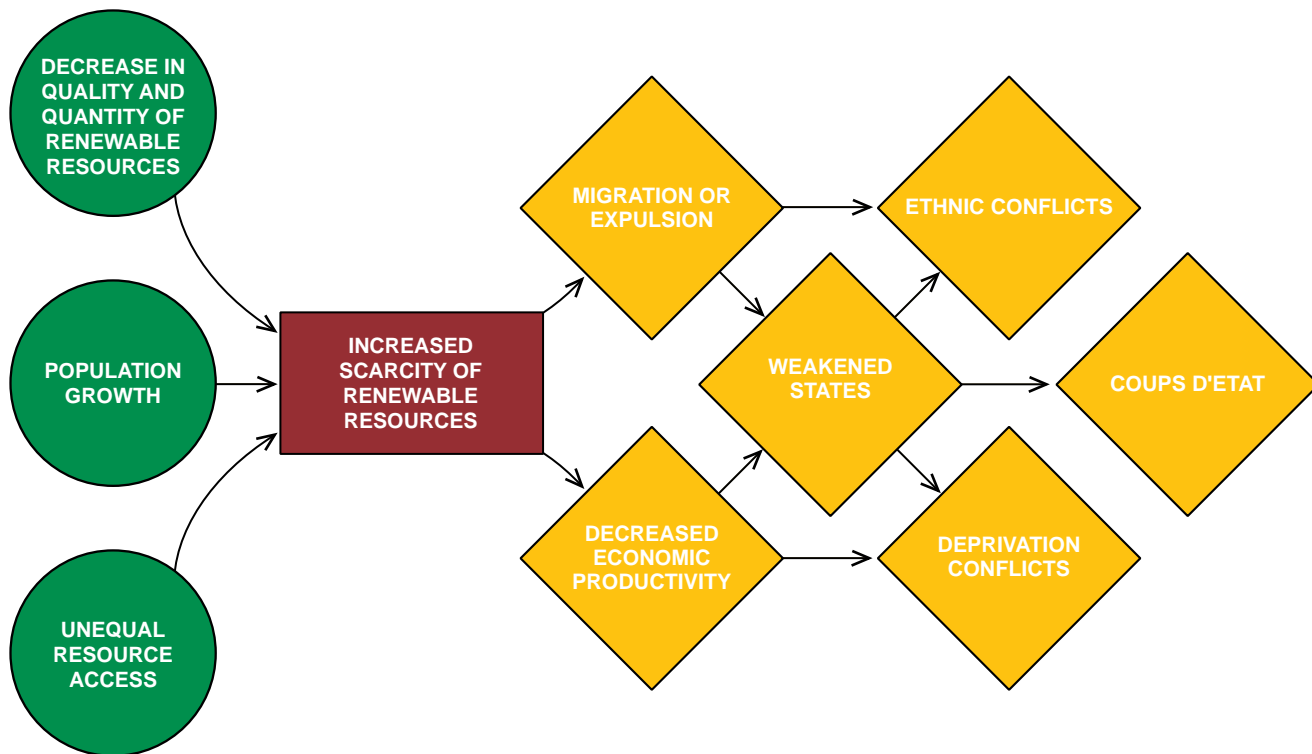 DECREASE IN
QUALITY AND
QUANTITY OF
RENEWABLE
RESOURCES
POPULATION
GROWTH
UNEQUAL
RESOURCE
ACCESS
INCREASED
SCARCITY OF
RENEWABLE
RESOURCES
MIGRATION OR
EXPULSION
DECREASED
ECONOMIC
PRODUCTIVITY
WEAKENED
STATES
ETHNIC CONFLICTS
COUPS D'ETAT
DEPRIVATION
CONFLICTS